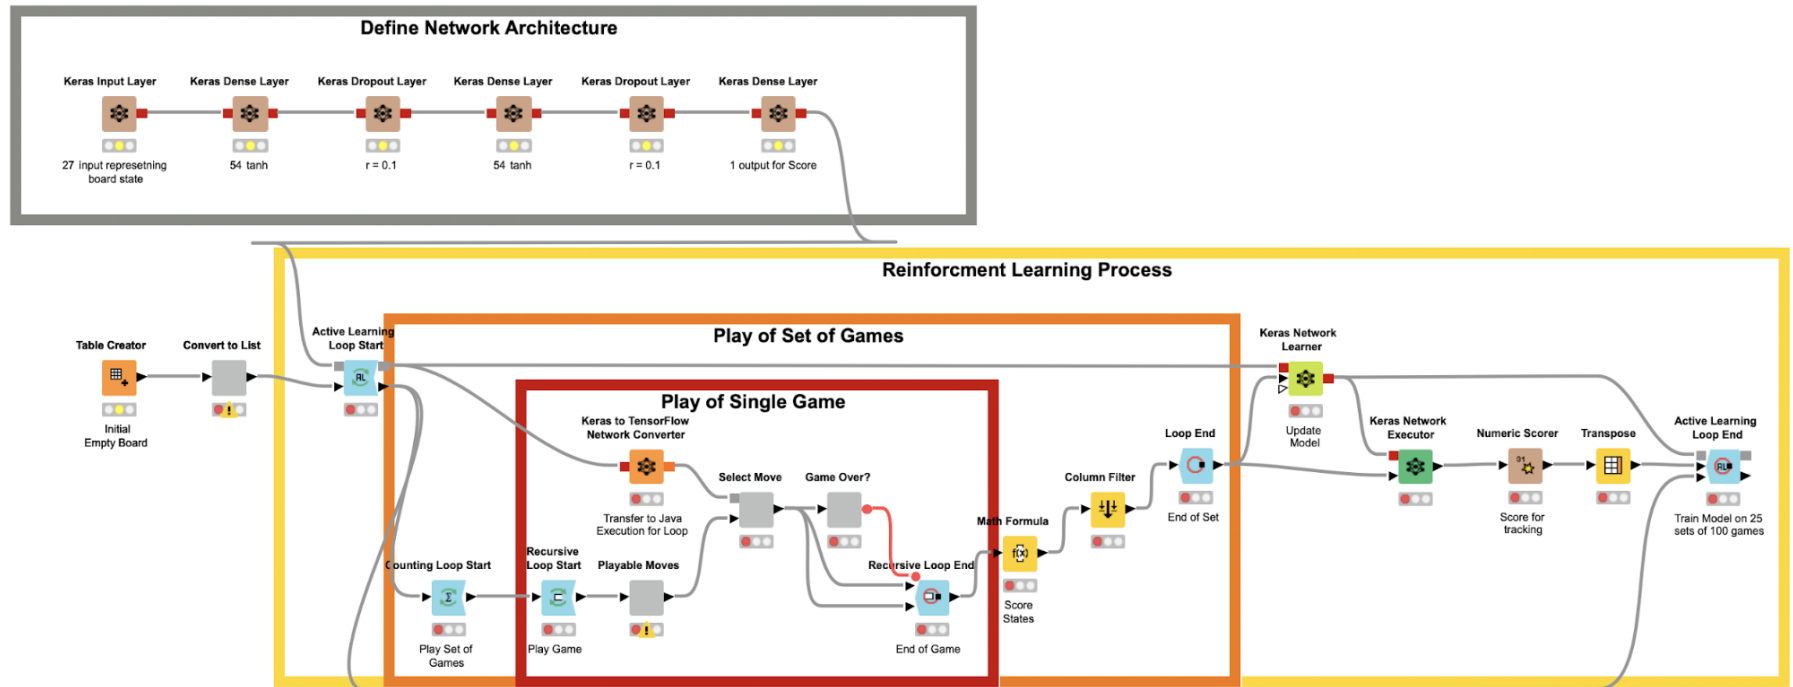 Define Network Architecture
Keras Input Layer
Keras Dense Layer
Keras Dropout Layer
Keras Dense Layer
Keras Dropout Layer
Keras Dense Layer
27 input represetning
board state
54 tanh
r = 0.1
54 tanh
r = 0.1
1 output for Score
Reinforcment Learning Process
Table Creator
Initial
Empty Board
Convert to List
Active Learning
Loop Start
AL
Play of Set of Games
Counting Loop Start
Σ
Play Set of
Games
Play of Single Game
Keras to TensorFlow
Network Converter
Transfer to Java
Execution for Loop
Recursive
Loop Start
Play Game
Playable Moves
Select Move
Game Over?
Recursive Loop End
End of Game
Math Formula
f(x)
Score
States
Column Filter
Loop End
End of Set
Keras Network
Learner
Update
Model
Keras Network
Executor
Numeric Scorer
Score for
tracking
Transpose
Active Learning
Loop End
AL
Train Model on 25
sets of 100 games